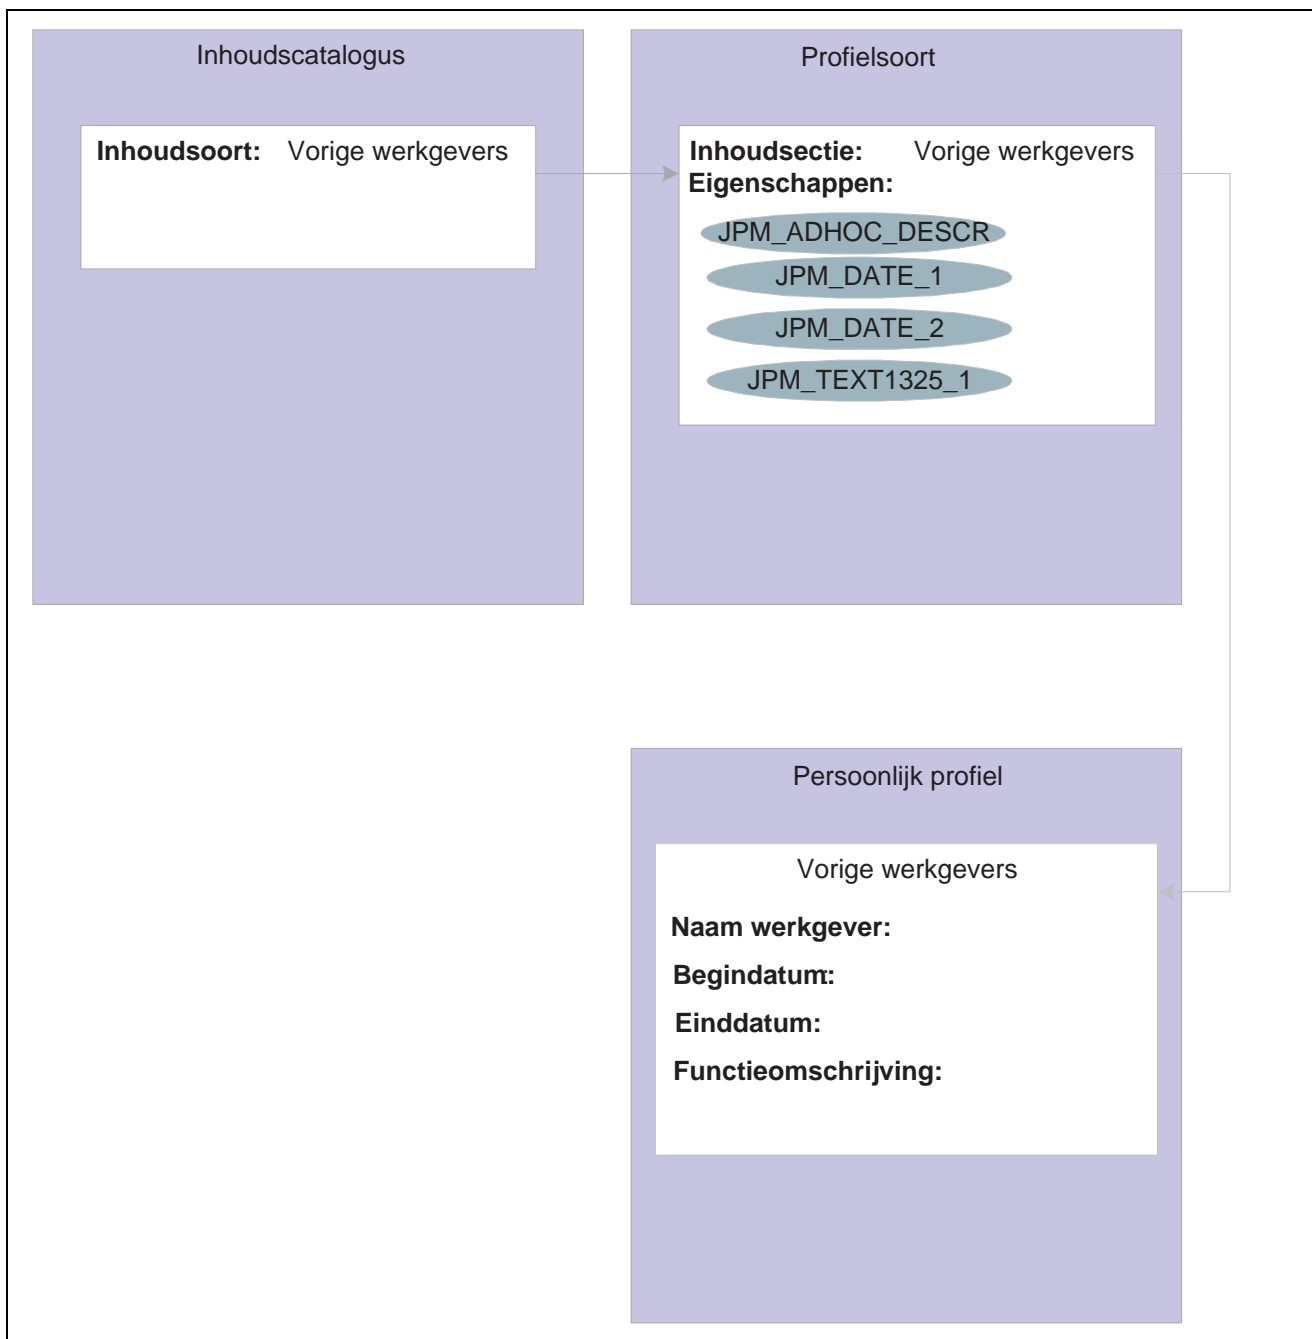 Inhoudscatalogus
Inhoudsoort: Vorige werkgevers
Profielsoort
Inhoudsectie: Vorige werkgevers
Eigenschappen:
JPM_ADHOC_DESCR
JPM_DATE_1
JPM_DATE_2
JPM_TEXT1325_1
Persoonlijk profiel
Vorige werkgevers
Naam werkgever:
Begindatum:
Einddatum:
Functieomschrijving: